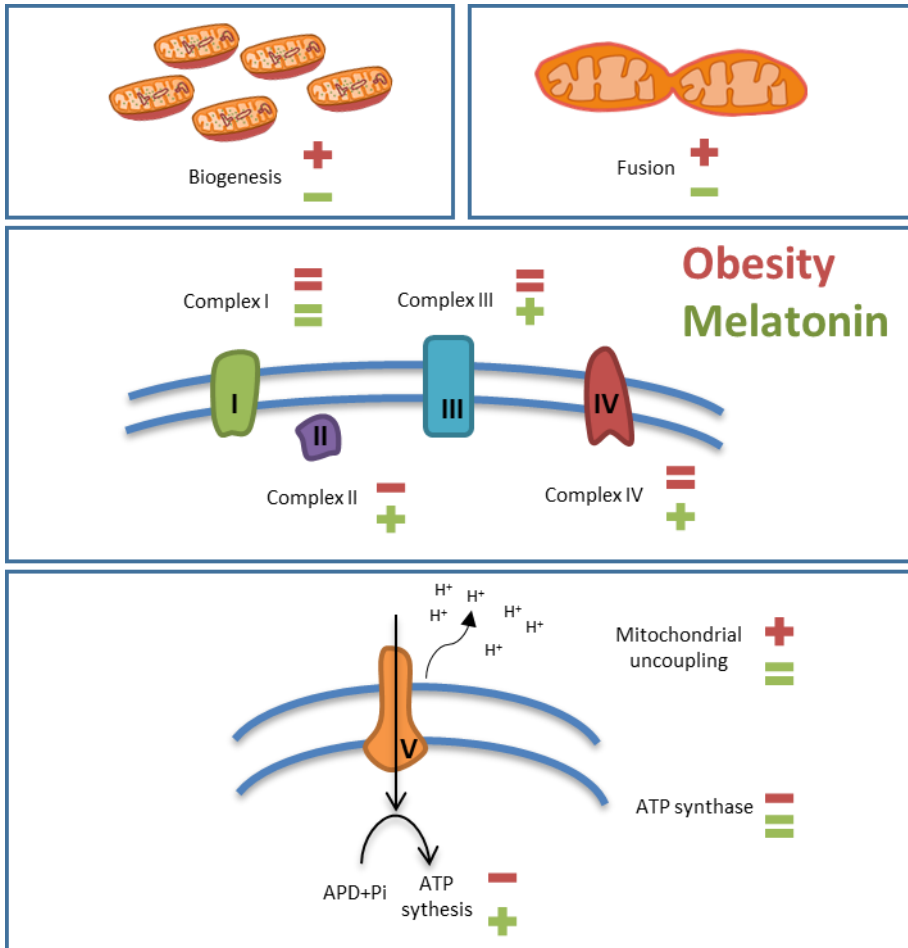 Biogenesis
Fusion
Obesity
Melatonin
Complex I
Complex III
I
II
III
IV
Complex II
Complex IV
H⁺
H⁺
H⁺
H⁺
H⁺
H⁺
Mitochondrial
uncoupling
V
ATP synthase
APD+Pi
ATP
sythesis